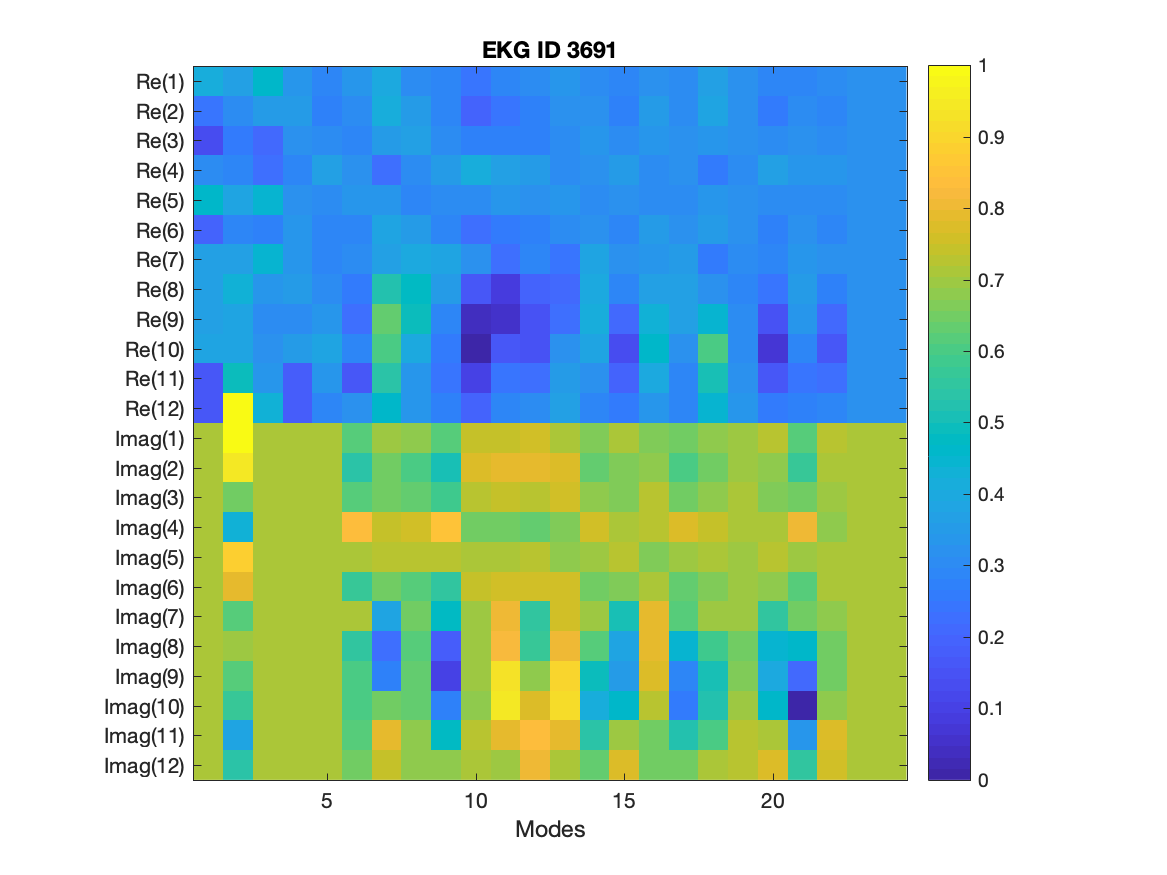 EKG ID 3691
Re(1)
Re(2)
Re(3)
Re(4)
Re(5)
Re(6)
Re(7)
Re(8)
Re(9)
Re(10)
Re(11)
Re(12)
Imag(1)
Imag(2)
Imag(3)
Imag(4)
Imag(5)
Imag(6)
Imag(7)
Imag(8)
Imag(9)
Imag(10)
Imag(11)
Imag(12)
5 10 15 20
Modes
1
0.9
0.8
0.7
0.6
0.5
0.4
0.3
0.2
0.1
0